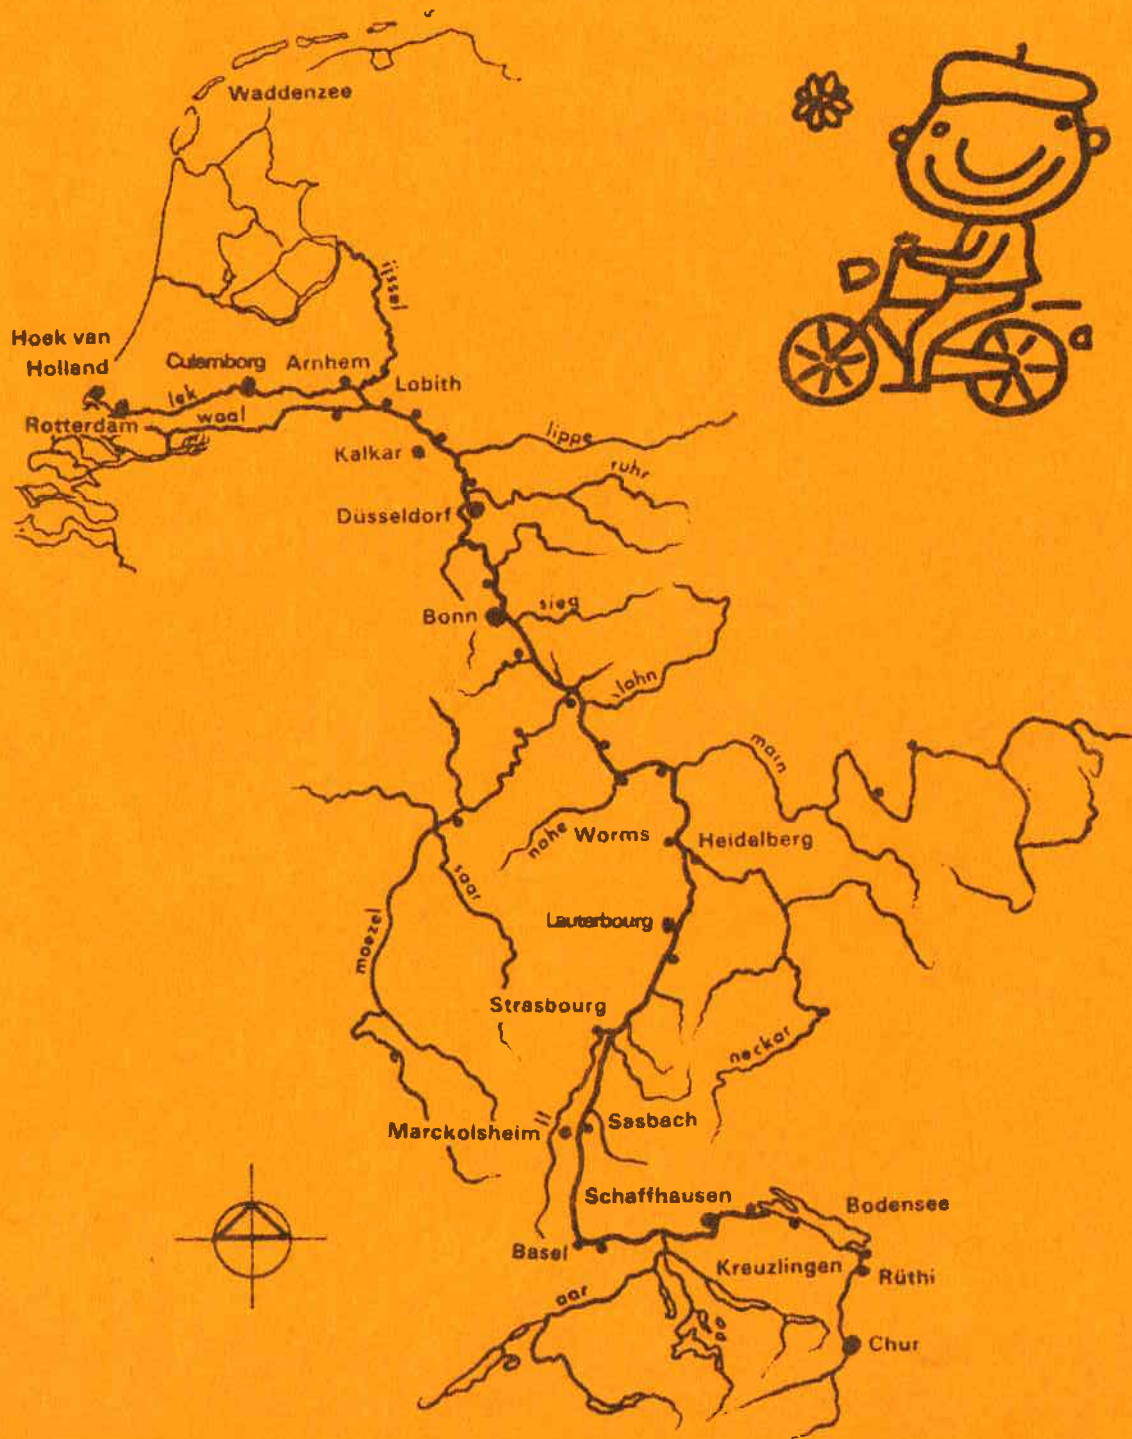 Waddenzee
ijssel
Hoek van
Holland
Culemborg
Arnhem
Lobith
lek
waal
Rotterdam
lippe
Kalkar
ruhr
Düsseldorf
sieg
Bonn
lahn
main
nahe
Worms
Heidelberg
saar
Lauterbourg
moezel
Strasbourg
neckar
ill
Sasbach
Marckolsheim
Schaffhausen
Bodensee
Basel
Kreuzlingen
Rüthi
aar
Chur